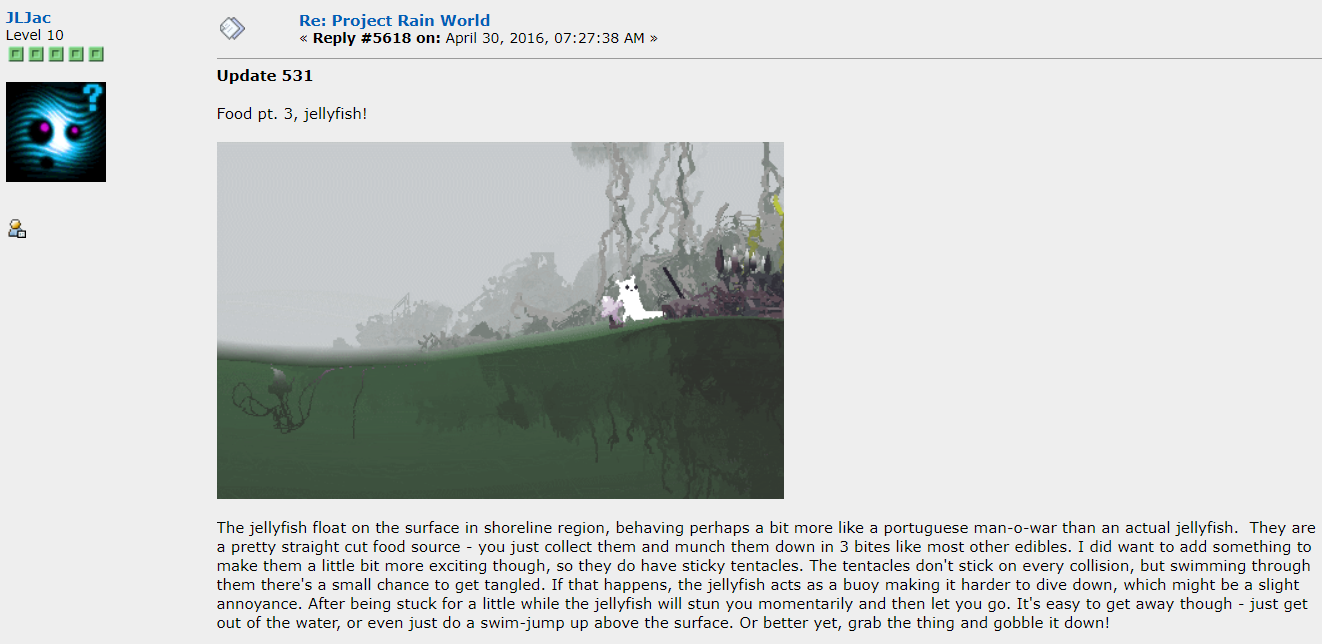 JLJac
Level 10
Re: Project Rain World
« Reply #5618 on: April 30, 2016, 07:27:38 AM »
Update 531
Food pt. 3, jellyfish!
?
The jellyfish float on the surface in shoreline region, behaving perhaps a bit more like a portuguese man-o-war than an actual jellyfish.  They are
a pretty straight cut food source - you just collect them and munch them down in 3 bites like most other edibles. I did want to add something to
make them a little bit more exciting though, so they do have sticky tentacles. The tentacles don't stick on every collision, but swimming through
them there's a small chance to get tangled. If that happens, the jellyfish acts as a buoy making it harder to dive down, which might be a slight
annoyance. After being stuck for a little while the jellyfish will stun you momentarily and then let you go. It's easy to get away though - just get
out of the water, or even just do a swim-jump up above the surface. Or better yet, grab the thing and gobble it down!